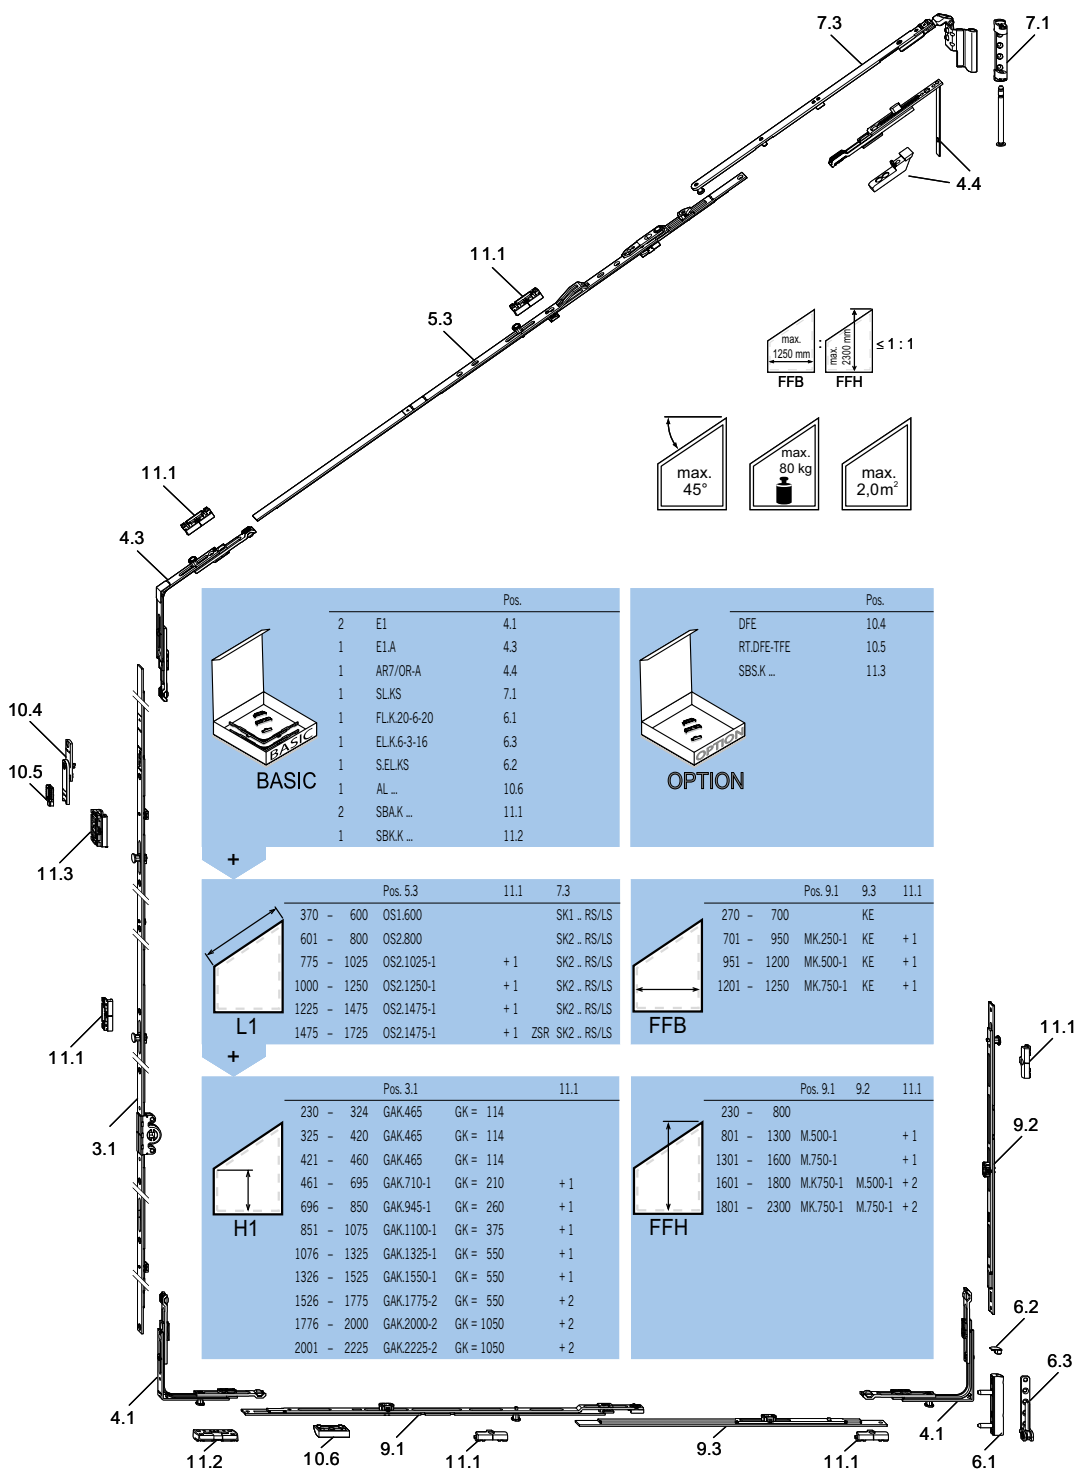 7.3
7.1
4.4
11.1
5.3
max.
1250 mm
FFB
:
max.
2300 mm
FFH
≤ 1 : 1
max.
45°
max.
80 kg
max.
2,0m²
11.1
4.3
10.4
10.5
11.3
11.1
3.1
Pos.
2 E1 4.1
1 E1.A 4.3
1 AR7/OR-A 4.4
1 SL.KS 7.1
1 FL.K.20-6-20 6.1
1 EL.K.6-3-16 6.3
1 S.EL.KS 6.2
1 AL ... 10.6
2 SBA.K ... 11.1
1 SBK.K ... 11.2
BASIC
BASIC
Pos.
DFE 10.4
RT.DFE-TFE 10.5
SBS.K ... 11.3
OPTION
OPTION
+
Pos. 5.3 11.1 7.3
370 – 600 OS1.600 SK1 .. RS/LS
601 – 800 OS2.800 SK2 .. RS/LS
775 – 1025 OS2.1025-1 + 1 SK2 .. RS/LS
1000 – 1250 OS2.1250-1 + 1 SK2 .. RS/LS
1225 – 1475 OS2.1475-1 + 1 SK2 .. RS/LS
1475 – 1725 OS2.1475-1 + 1 ZSR SK2 .. RS/LS
L1
Pos. 9.1 9.3 11.1
270 – 700 KE
701 – 950 MK.250-1 KE + 1
951 – 1200 MK.500-1 KE + 1
1201 – 1250 MK.750-1 KE + 1
FFB
+
Pos. 3.1 11.1
230 – 324 GAK.465 GK = 114
325 – 420 GAK.465 GK = 114
421 – 460 GAK.465 GK = 114
461 – 695 GAK.710-1 GK = 210 + 1
696 – 850 GAK.945-1 GK = 260 + 1
851 – 1075 GAK.1100-1 GK = 375 + 1
1076 – 1325 GAK.1325-1 GK = 550 + 1
1326 – 1525 GAK.1550-1 GK = 550 + 1
1526 – 1775 GAK.1775-2 GK = 550 + 2
1776 – 2000 GAK.2000-2 GK = 1050 + 2
2001 – 2225 GAK.2225-2 GK = 1050 + 2
H1
Pos. 9.1 9.2 11.1
230 – 800
801 – 1300 M.500-1 + 1
1301 – 1600 M.750-1 + 1
1601 – 1800 M.K750-1 M.500-1 + 2
1801 – 2300 MK.750-1 M.750-1 + 2
FFH
11.1
9.2
6.2
6.3
4.1
11.2
10.6
9.1
11.1
9.3
11.1
4.1
6.1